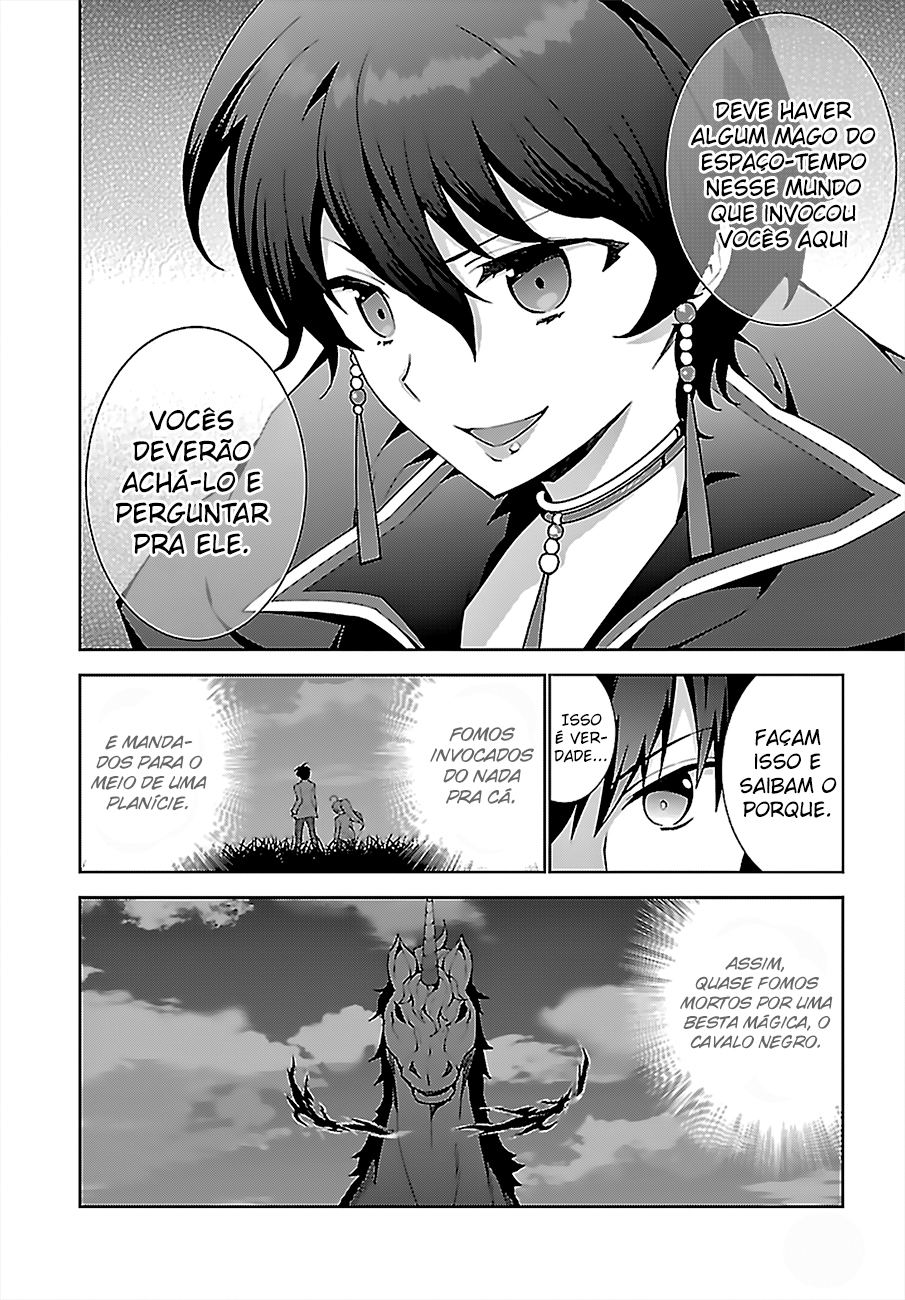 DEVE HAVER
ALGUM MAGO DO
ESPAÇO-TEMPO
NESSE MUNDO
QUE INVOCOU
VOCÊS AQUI
VOCÊS
DEVERÃO
ACHÁ-LO E
PERGUNTAR
PRA ELE.
FAÇAM
ISSO E
SAIBAM O
PORQUE.
ISSO
É VER-
DADE...
FOMOS
INVOCADOS
DO NADA
PRA CÁ.
E MANDA-
DOS PARA O
MEIO DE UMA
PLANÍCIE.
ASSIM,
QUASE FOMOS
MORTOS POR UMA
BESTA MÁGICA, O
CAVALO NEGRO.